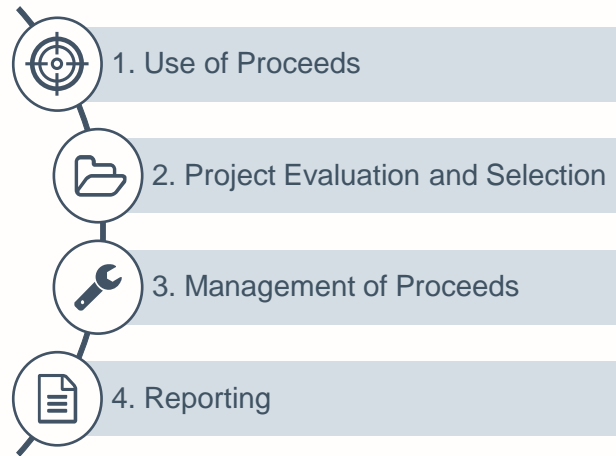 1. Use of Proceeds
2. Project Evaluation and Selection
3. Management of Proceeds
4. Reporting